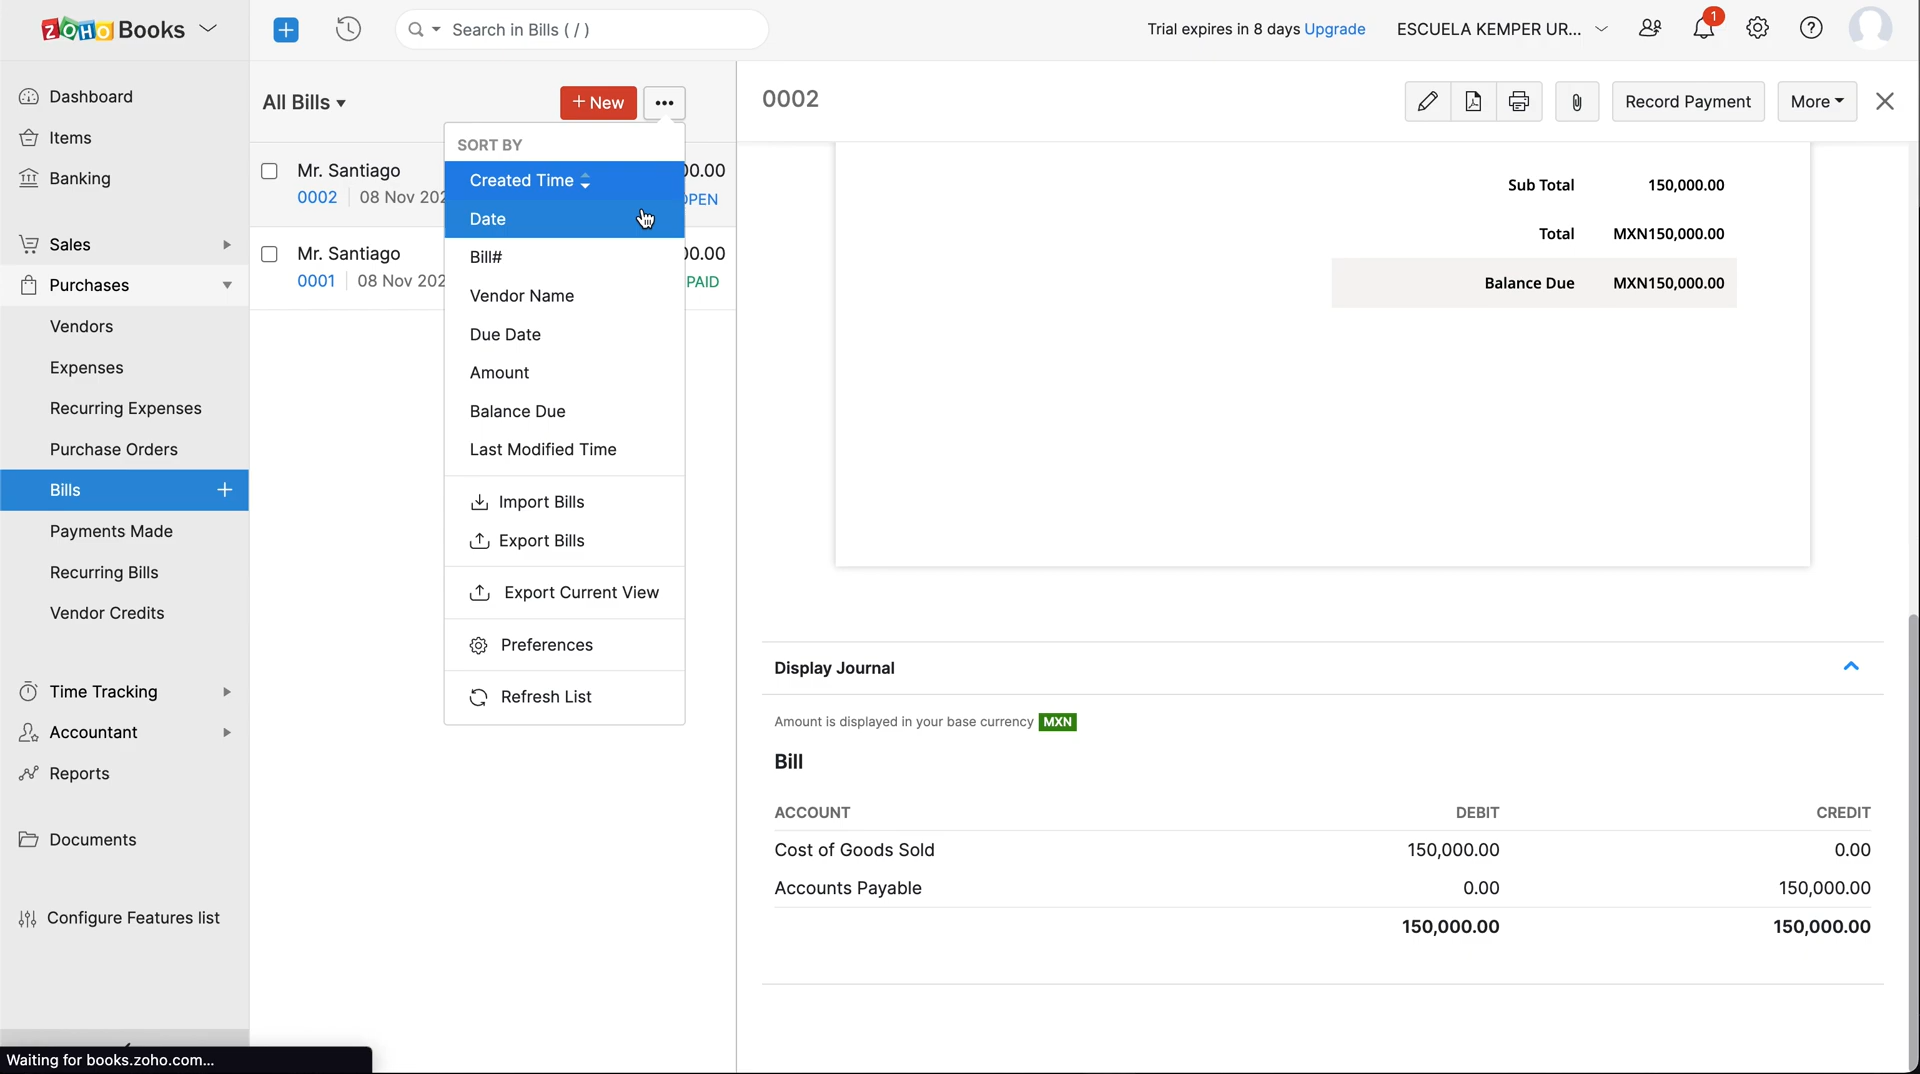 ZOHO Books
Search in Bills ( / )
Trial expires in 8 days Upgrade
ESCUELA KEMPER UR...
1
Dashboard
Items
Banking
Sales
Purchases
Vendors
Expenses
Recurring Expenses
Purchase Orders
Bills
Payments Made
Recurring Bills
Vendor Credits
Time Tracking
Accountant
Reports
Documents
Configure Features list
Waiting for books.zoho.com...
All Bills
+ New
Mr. Santiago
00.00
0002
08 Nov 202
OPEN
Mr. Santiago
00.00
0001
08 Nov 202
PAID
SORT BY
Created Time
Date
Bill#
Vendor Name
Due Date
Amount
Balance Due
Last Modified Time
Import Bills
Export Bills
Export Current View
Preferences
Refresh List
0002
Record Payment
More
Sub Total 150,000.00
Total MXN150,000.00
Balance Due MXN150,000.00
Display Journal
Amount is displayed in your base currency MXN
Bill
ACCOUNT DEBIT CREDIT
Cost of Goods Sold 150,000.00 0.00
Accounts Payable 0.00 150,000.00
150,000.00 150,000.00